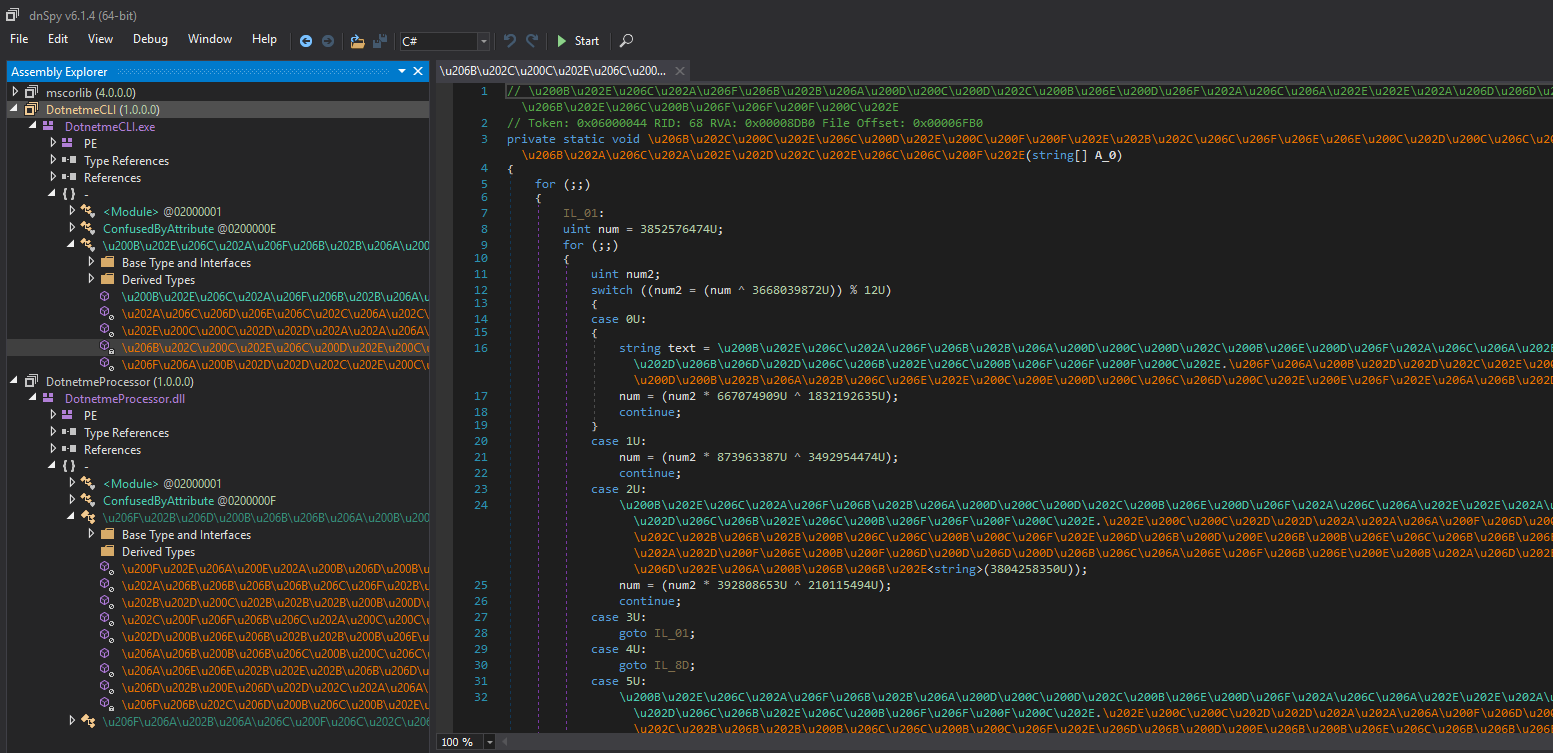 dnSpy v6.1.4 (64-bit)
File Edit View Debug Window Help C# Start
Assembly Explorer
mscorlib (4.0.0.0)
DotnetmeCLI (1.0.0.0)
DotnetmeCLI.exe
PE
Type References
References
{ } -
<Module> @02000001
ConfusedByAttribute @0200000E
\u200B\u202E\u206C\u202A\u206F\u206B\u202B\u206A\u200
Base Type and Interfaces
Derived Types
\u200B\u202E\u206C\u202A\u206F\u206B\u202B\u206A\u
\u202A\u206C\u206D\u206E\u206C\u202C\u206A\u202C\
\u202E\u200C\u200C\u202D\u202D\u202A\u202A\u206A\
\u206B\u202C\u200C\u202E\u206C\u200D\u202E\u200C\
\u206F\u206A\u200B\u202D\u202D\u202C\u202E\u200C\
DotnetmeProcessor (1.0.0.0)
DotnetmeProcessor.dll
PE
Type References
References
{ } -
<Module> @02000001
ConfusedByAttribute @0200000F
\u206F\u202B\u206D\u200B\u206B\u206B\u206A\u200B\u200
Base Type and Interfaces
Derived Types
\u200F\u202E\u206A\u200E\u202A\u200B\u206D\u200B\
\u202A\u206B\u206B\u206B\u206C\u206F\u202B\
\u202B\u202D\u200C\u202B\u202B\u202B\u200B\u200D\
\u202C\u200F\u206F\u206B\u206C\u202A\u200C\u200C\
\u202D\u200B\u206E\u206B\u202B\u202B\u200B\u206E\
\u206A\u206B\u200B\u206B\u206C\u200B\u200C\u206C\
\u206A\u206E\u206E\u202B\u202E\u202B\u206B\u206D\
\u206D\u202B\u200E\u206D\u202D\u202C\u202A\u206A\
\u206F\u206B\u202C\u206D\u200B\u206C\u200B\u202E\
\u206F\u206A\u202B\u206A\u206C\u200F\u206C\u202C\u206
\u206B\u202C\u200C\u202E\u206C\u200...
1 // \u200B\u202E\u206C\u202A\u206F\u206B\u202B\u206A\u200D\u200C\u200D\u202C\u200B\u206E\u200D\u206F\u202A\u206C\u206A\u202E\u202E\u202A\u206D\u206D\u
\u206B\u202E\u206C\u200B\u206F\u206F\u200F\u200C\u202E
2 // Token: 0x06000044 RID: 68 RVA: 0x00008DB0 File Offset: 0x00006FB0
3 private static void \u206B\u202C\u200C\u202E\u206C\u200D\u202E\u200C\u200F\u200F\u202E\u202B\u202C\u206C\u206F\u206E\u206E\u200C\u202D\u200C\u206C\u20
\u206B\u202A\u206C\u202A\u202E\u202D\u202C\u202E\u206C\u206C\u200F\u202E(string[] A_0)
4 {
5 for (;;)
6 {
7 IL_01:
8 uint num = 3852576474U;
9 for (;;)
10 {
11 uint num2;
12 switch ((num2 = (num ^ 3668039872U)) % 12U)
13 {
14 case 0U:
15 {
16 string text = \u200B\u202E\u206C\u202A\u206F\u206B\u202B\u206A\u200D\u200C\u200D\u202C\u200B\u206E\u200D\u206F\u202A\u206C\u206A\u202E
\u202D\u206B\u206D\u202D\u206C\u206B\u202E\u206C\u200B\u206F\u206F\u200F\u200C\u202E.\u206F\u206A\u200B\u202D\u202D\u202C\u202E\u200C
\u200D\u200B\u202B\u206A\u202B\u206C\u206E\u202E\u200C\u200E\u200D\u200C\u206C\u206D\u200C\u202E\u200F\u202E\u206A\u206B\u202D
17 num = (num2 * 667074909U ^ 1832192635U);
18 continue;
19 }
20 case 1U:
21 num = (num2 * 873963387U ^ 3492954474U);
22 continue;
23 case 2U:
24 \u200B\u202E\u206C\u202A\u206F\u206B\u202B\u206A\u200D\u200C\u200D\u202C\u200B\u206E\u200D\u206F\u202A\u206C\u206A\u202E\u202E\u202A\u
\u202D\u206C\u206B\u202E\u206C\u200B\u206F\u206F\u200F\u200C\u202E.\u202E\u200C\u200C\u202D\u202D\u202A\u202A\u206A\u200F\u206D\u200
\u202C\u202B\u206B\u200B\u206C\u206C\u200B\u200C\u206F\u202E\u206D\u206B\u200D\u200E\u206C\u206B\u206B
\u202A\u202D\u200F\u206E\u200B\u200F\u206D\u200D\u200D\u206B\u206C\u206A\u206E\u206F\u206B\u206E\u200E\u200B\u202A\u206D\u202
\u206D\u202E\u206A\u200B\u206B\u206B\u202E<string>(3804258350U));
25 num = (num2 * 392808653U ^ 210115494U);
26 continue;
27 case 3U:
28 goto IL_01;
29 case 4U:
30 goto IL_8D;
31 case 5U:
32 \u200B\u202E\u206C\u202A\u206F\u206B\u202B\u206A\u200D\u200C\u200D\u202C\u200B\u206E\u200D\u206F\u202A\u206C\u206A\u202E\u202E\u202A\u
\u202D\u206C\u206B\u202E\u206C\u200B\u206F\u206F\u200F\u200C\u202E.\u202E\u200C\u200C\u202D\u202D\u202A\u202A\u206A\u200F\u206D\u200
100 %